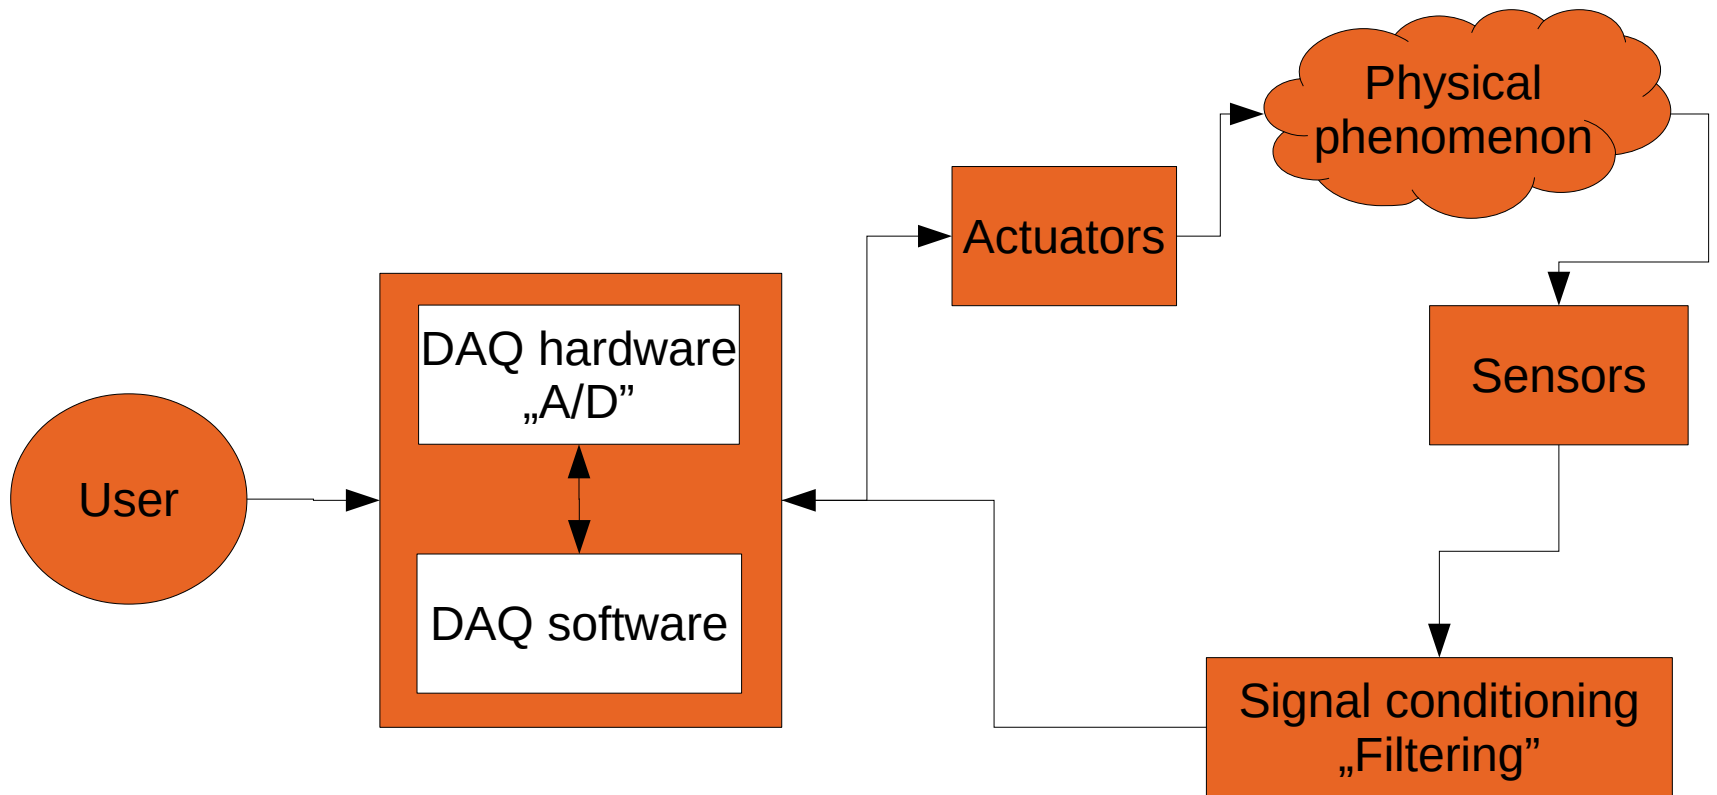 Physical
phenomenon
Actuators
DAQ hardware
„A/D”
Sensors
User
DAQ software
Signal conditioning
„Filtering”